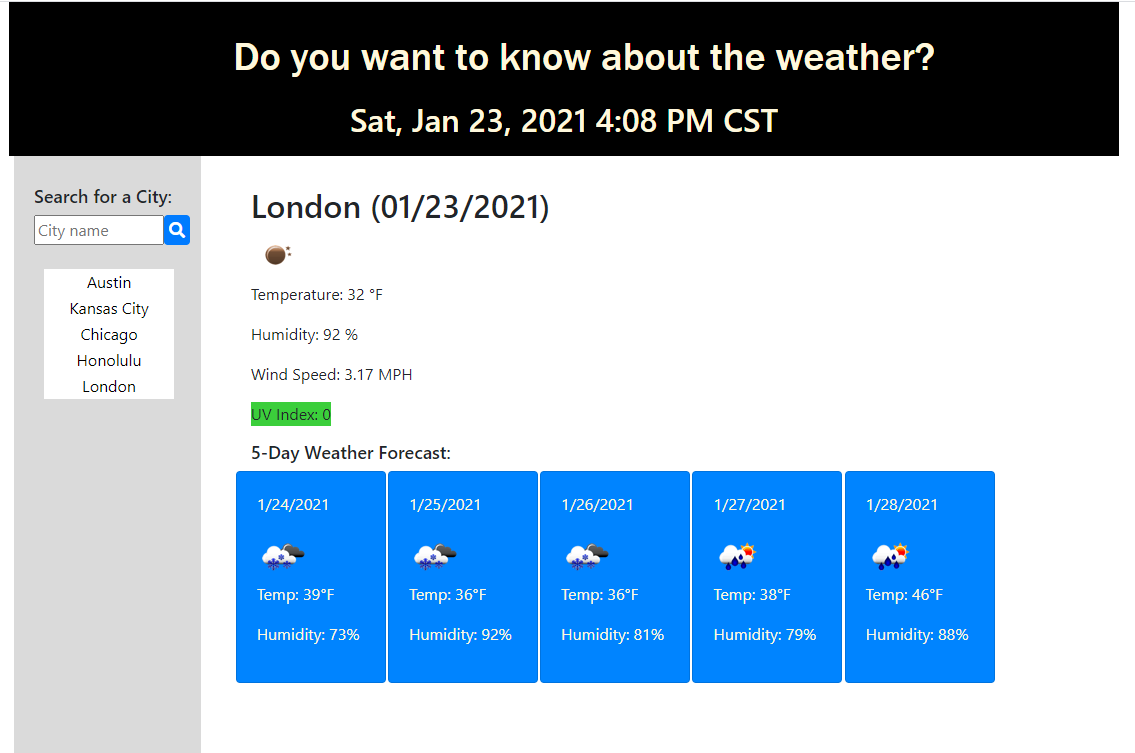 Do you want to know about the weather?
Sat, Jan 23, 2021 4:08 PM CST
Search for a City:
City name
Austin
Kansas City
Chicago
Honolulu
London
London (01/23/2021)
Temperature: 32 °F
Humidity: 92 %
Wind Speed: 3.17 MPH
UV Index: 0
5-Day Weather Forecast:
1/24/2021
Temp: 39°F
Humidity: 73%
1/25/2021
Temp: 36°F
Humidity: 92%
1/26/2021
Temp: 36°F
Humidity: 81%
1/27/2021
Temp: 38°F
Humidity: 79%
1/28/2021
Temp: 46°F
Humidity: 88%